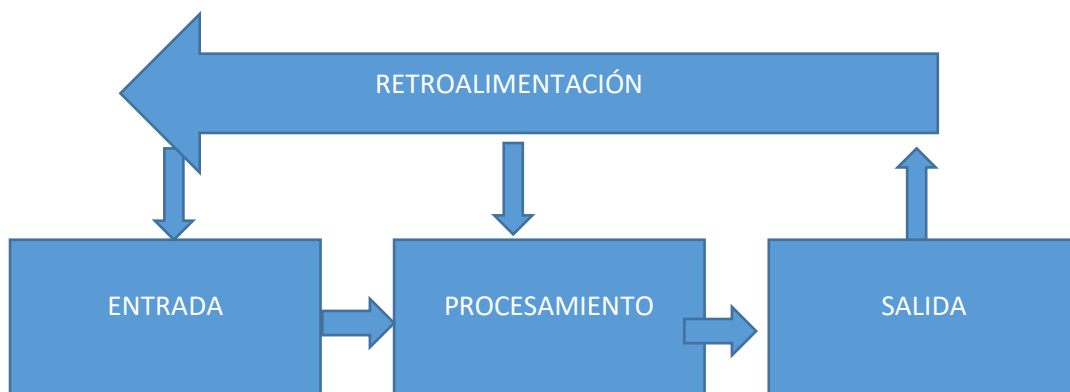 RETROALIMENTACIÓN
ENTRADA
PROCESAMIENTO
SALIDA